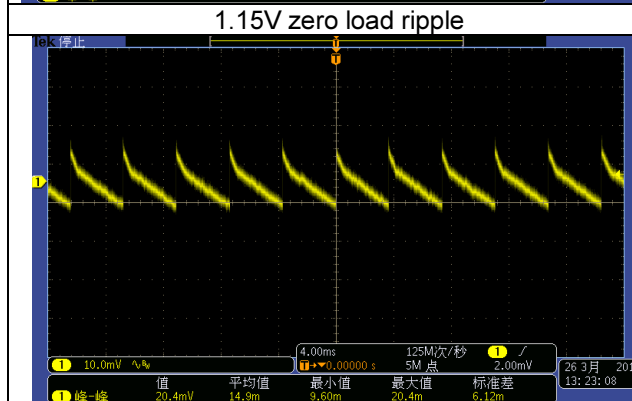 1.15V zero load ripple
Tek 停止
T
T
1
1 10.0mV
4.00ms 125M次/秒 1
T→▼0.00000 s 5M 点 2.00mV
26 3月 201
13:23:08
值 平均值 最小值 最大值 标准差
1 峰-峰 20.4mV 14.9m 9.60m 20.4m 6.12m